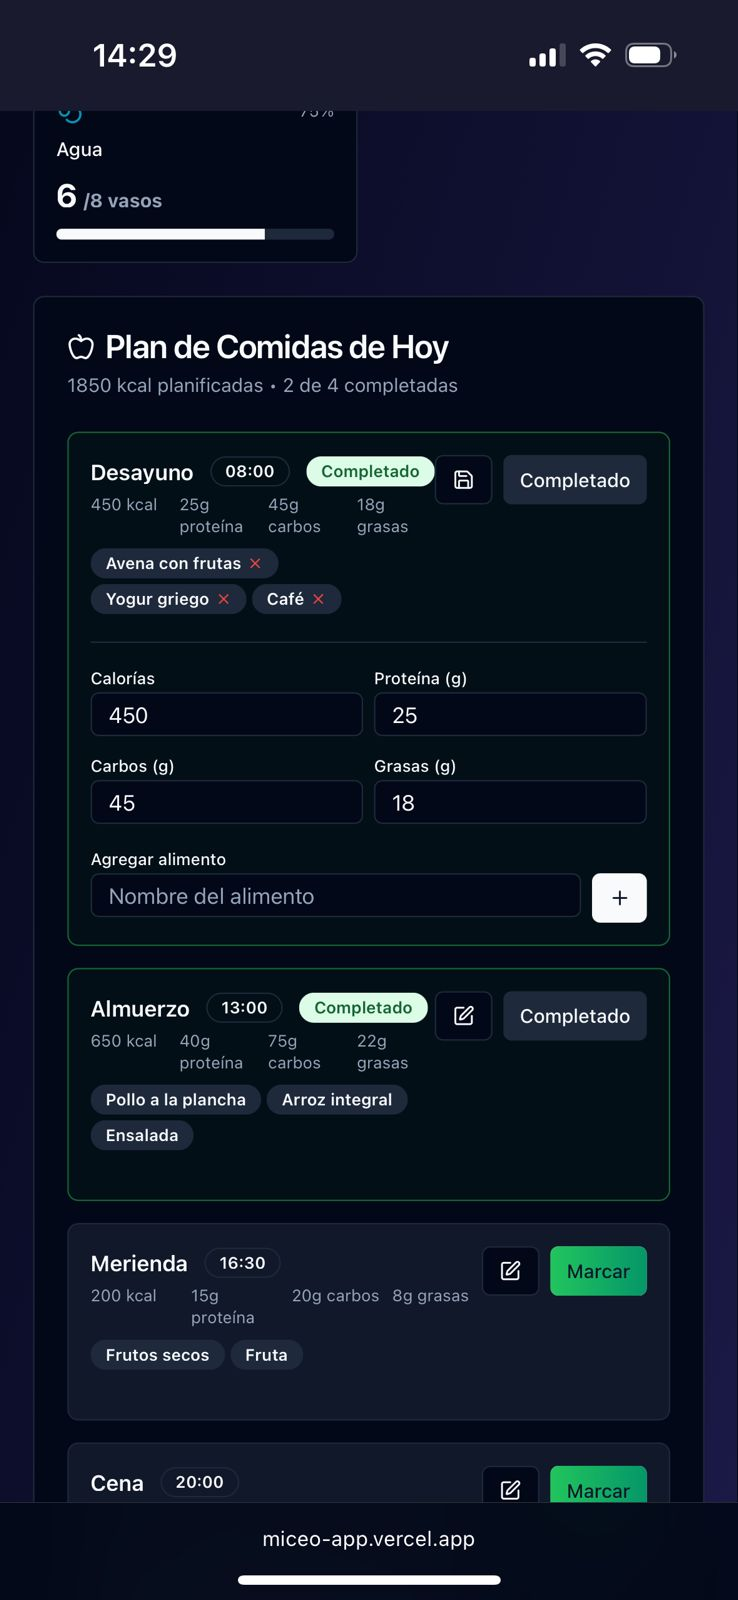 14:29
75%
Agua
6 /8 vasos
Plan de Comidas de Hoy
1850 kcal planificadas • 2 de 4 completadas
Desayuno 08:00 Completado Completado
450 kcal 25g proteína 45g carbos 18g grasas
Avena con frutas ×
Yogur griego × Café ×
Calorías Proteína (g)
450 25
Carbos (g) Grasas (g)
45 18
Agregar alimento
Nombre del alimento +
Almuerzo 13:00 Completado Completado
650 kcal 40g proteína 75g carbos 22g grasas
Pollo a la plancha Arroz integral
Ensalada
Merienda 16:30 Marcar
200 kcal 15g proteína 20g carbos 8g grasas
Frutos secos Fruta
Cena 20:00 Marcar
miceo-app.vercel.app